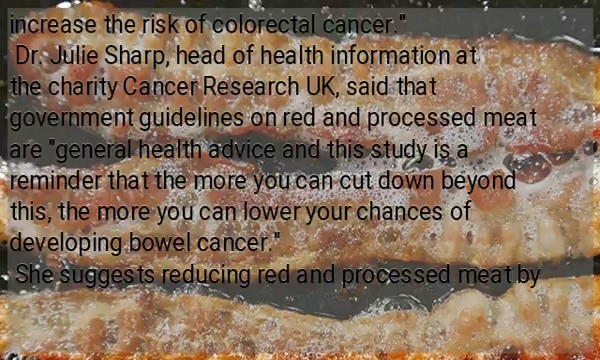 increase the risk of colorectal cancer."
Dr. Julie Sharp, head of health information at
the charity Cancer Research UK, said that
government guidelines on red and processed meat
are "general health advice and this study is a
reminder that the more you can cut down beyond
this, the more you can lower your chances of
developing bowel cancer."
She suggests reducing red and processed meat by